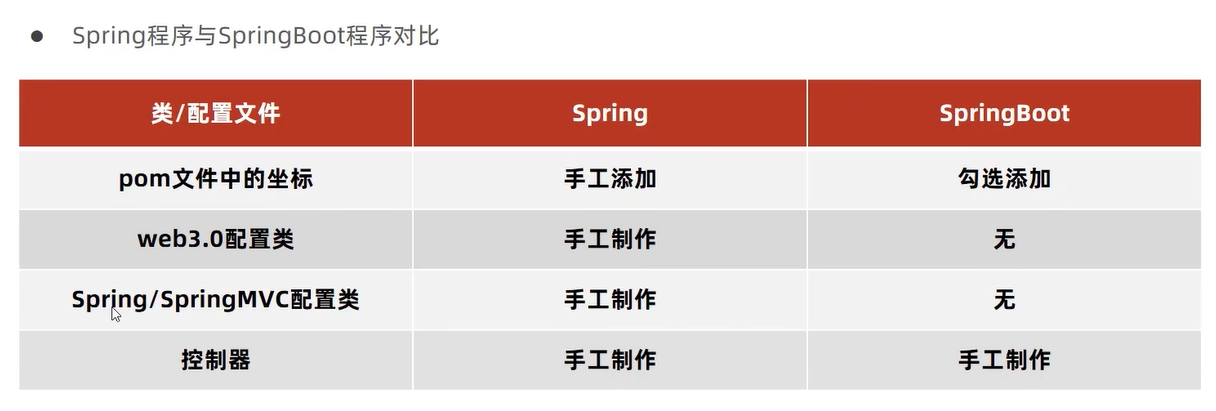 ● Spring程序与SpringBoot程序对比
类/配置文件 Spring SpringBoot
pom文件中的坐标 手工添加 勾选添加
web3.0配置类 手工制作 无
Spring/SpringMVC配置类 手工制作 无
控制器 手工制作 手工制作